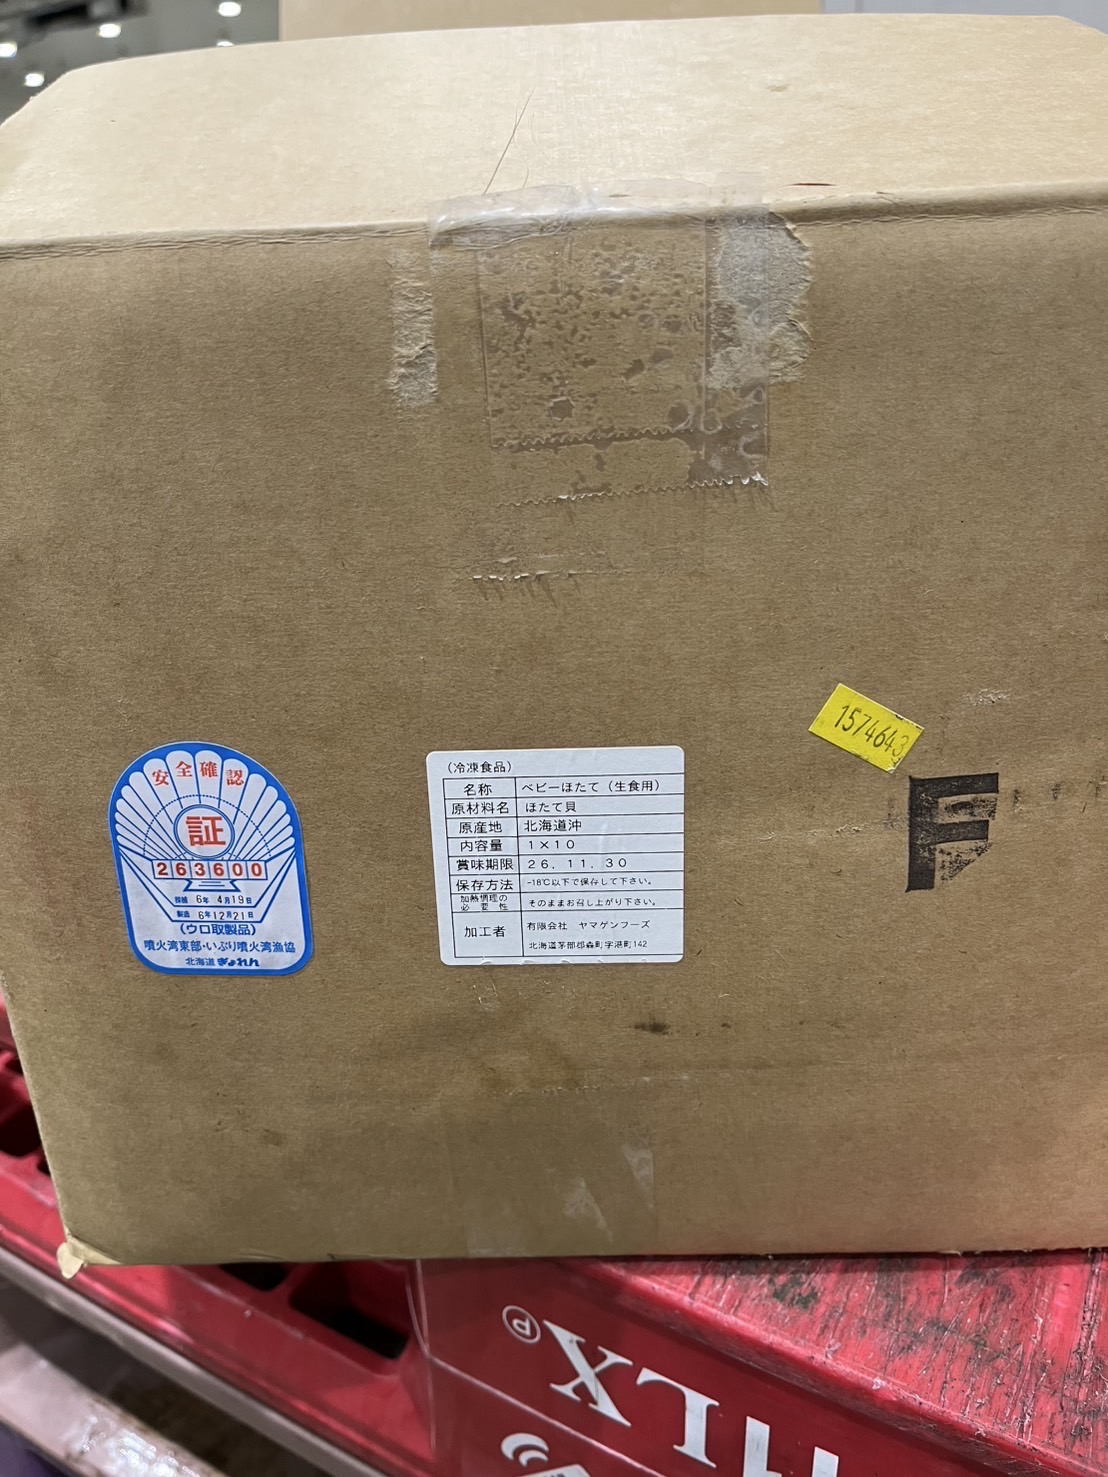 安全確認
証
263600
採捕 6年 4月19日
製造 6年12月21日
(ウロ取製品)
噴火湾東部・いぶり噴火湾漁協
北海道 ぎょれん
(冷凍食品)
名称 ベビーほたて(生食用)
原材料名 ほたて貝
原産地 北海道沖
内容量 1×10
賞味期限 26.11.30
保存方法 -18℃以下で保存して下さい。
加熱調理の必要性 そのままお召し上がり下さい。
加工者 有限会社 ヤマゲンフーズ
北海道茅部郡森町字港町142
1574643
F
HLX